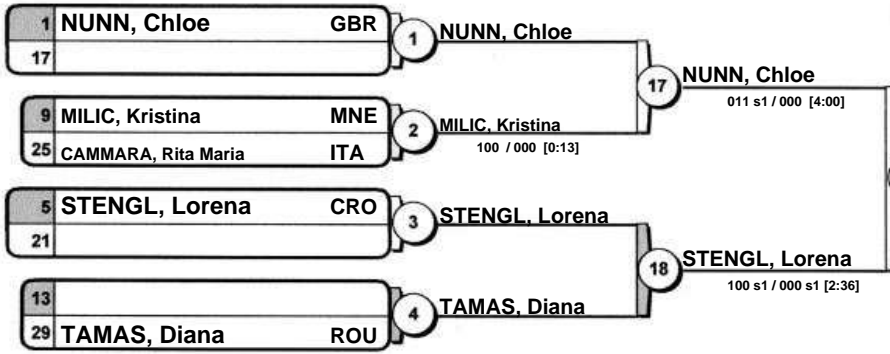 1 NUNN, Chloe GBR
17
1
NUNN, Chloe
9 MILIC, Kristina MNE
25 CAMMARA, Rita Maria ITA
2
MILIC, Kristina
100 / 000 [0:13]
17
NUNN, Chloe
011 s1 / 000 [4:00]
5 STENGL, Lorena CRO
21
3
STENGL, Lorena
13
29 TAMAS, Diana ROU
4
TAMAS, Diana
18
STENGL, Lorena
100 s1 / 000 s1 [2:36]